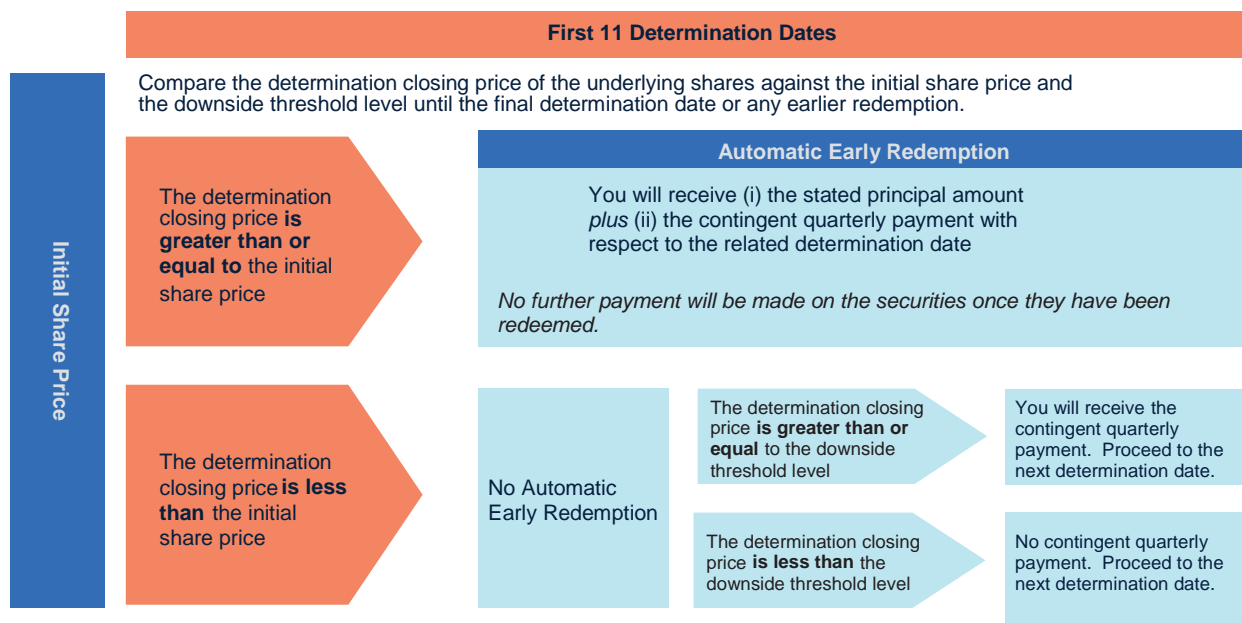 First 11 Determination Dates
Initial Share Price
Compare the determination closing price of the underlying shares against the initial share price and
the downside threshold level until the final determination date or any earlier redemption.
The determination
closing price is
greater than or
equal to the initial
share price
Automatic Early Redemption
You will receive (i) the stated principal amount
plus (ii) the contingent quarterly payment with
respect to the related determination date
No further payment will be made on the securities once they have been
redeemed.
The determination
closing price is less
than the initial
share price
No Automatic
Early Redemption
The determination closing
price is greater than or
equal to the downside
threshold level
You will receive the
contingent quarterly
payment. Proceed to the
next determination date.
The determination closing
price is less than the
downside threshold level
No contingent quarterly
payment. Proceed to the
next determination date.